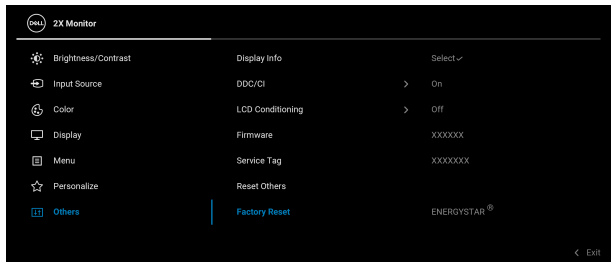 DELL 2X Monitor
Brightness/Contrast Display Info Select✓
Input Source DDC/CI > On
Color LCD Conditioning > Off
Display Firmware XXXXXX
Menu Service Tag XXXXXXX
Personalize Reset Others
Others Factory Reset ENERGYSTAR ®
< Exit